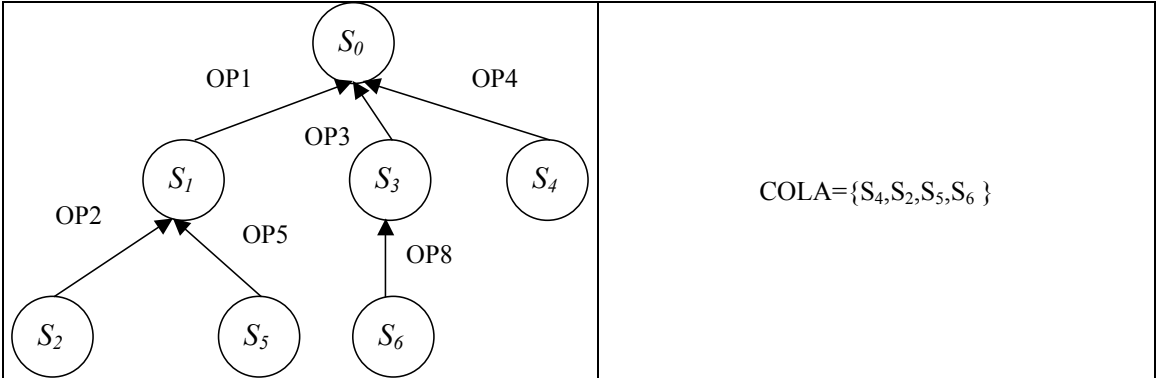 S0
OP1
OP4
OP3
S1
S3
S4
COLA={S4,S2,S5,S6 }
OP2
OP5
OP8
S2
S5
S6